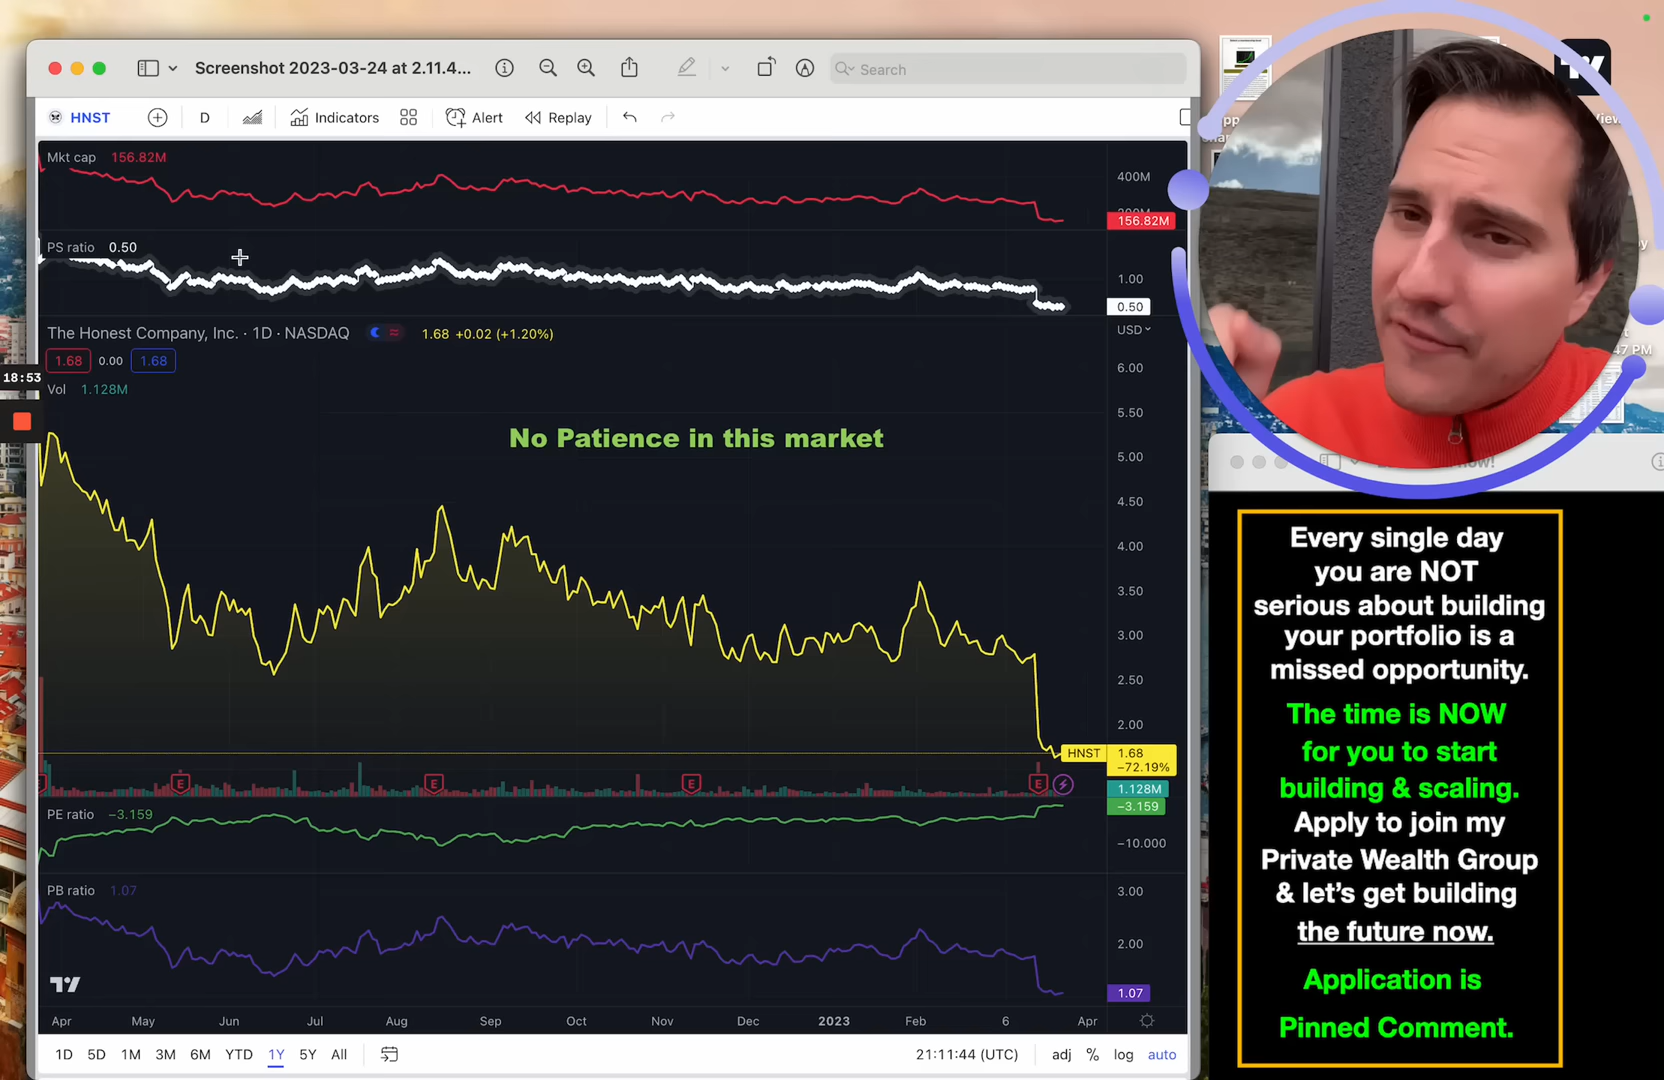 Screenshot 2023-03-24 at 2.11.4...
Search
HNST
D
Indicators
Alert
Replay
Mkt cap 156.82M
400M
156.82M
PS ratio 0.50
1.00
0.50
The Honest Company, Inc. · 1D · NASDAQ
1.68 +0.02 (+1.20%)
USD
1.68 0.00 1.68
18:53
Vol 1.128M
No Patience in this market
6.00
5.50
5.00
4.50
4.00
3.50
3.00
2.50
2.00
HNST 1.68
−72.19%
1.128M
−3.159
E
E
E
E
PE ratio −3.159
−10.000
PB ratio 1.07
3.00
2.00
1.07
Apr May Jun Jul Aug Sep Oct Nov Dec 2023 Feb 6 Apr
1D 5D 1M 3M 6M YTD 1Y 5Y All
21:11:44 (UTC) adj % log auto
47 PM
Every single day
you are NOT
serious about building
your portfolio is a
missed opportunity.
The time is NOW
for you to start
building & scaling.
Apply to join my
Private Wealth Group
& let's get building
the future now.
Application is
Pinned Comment.